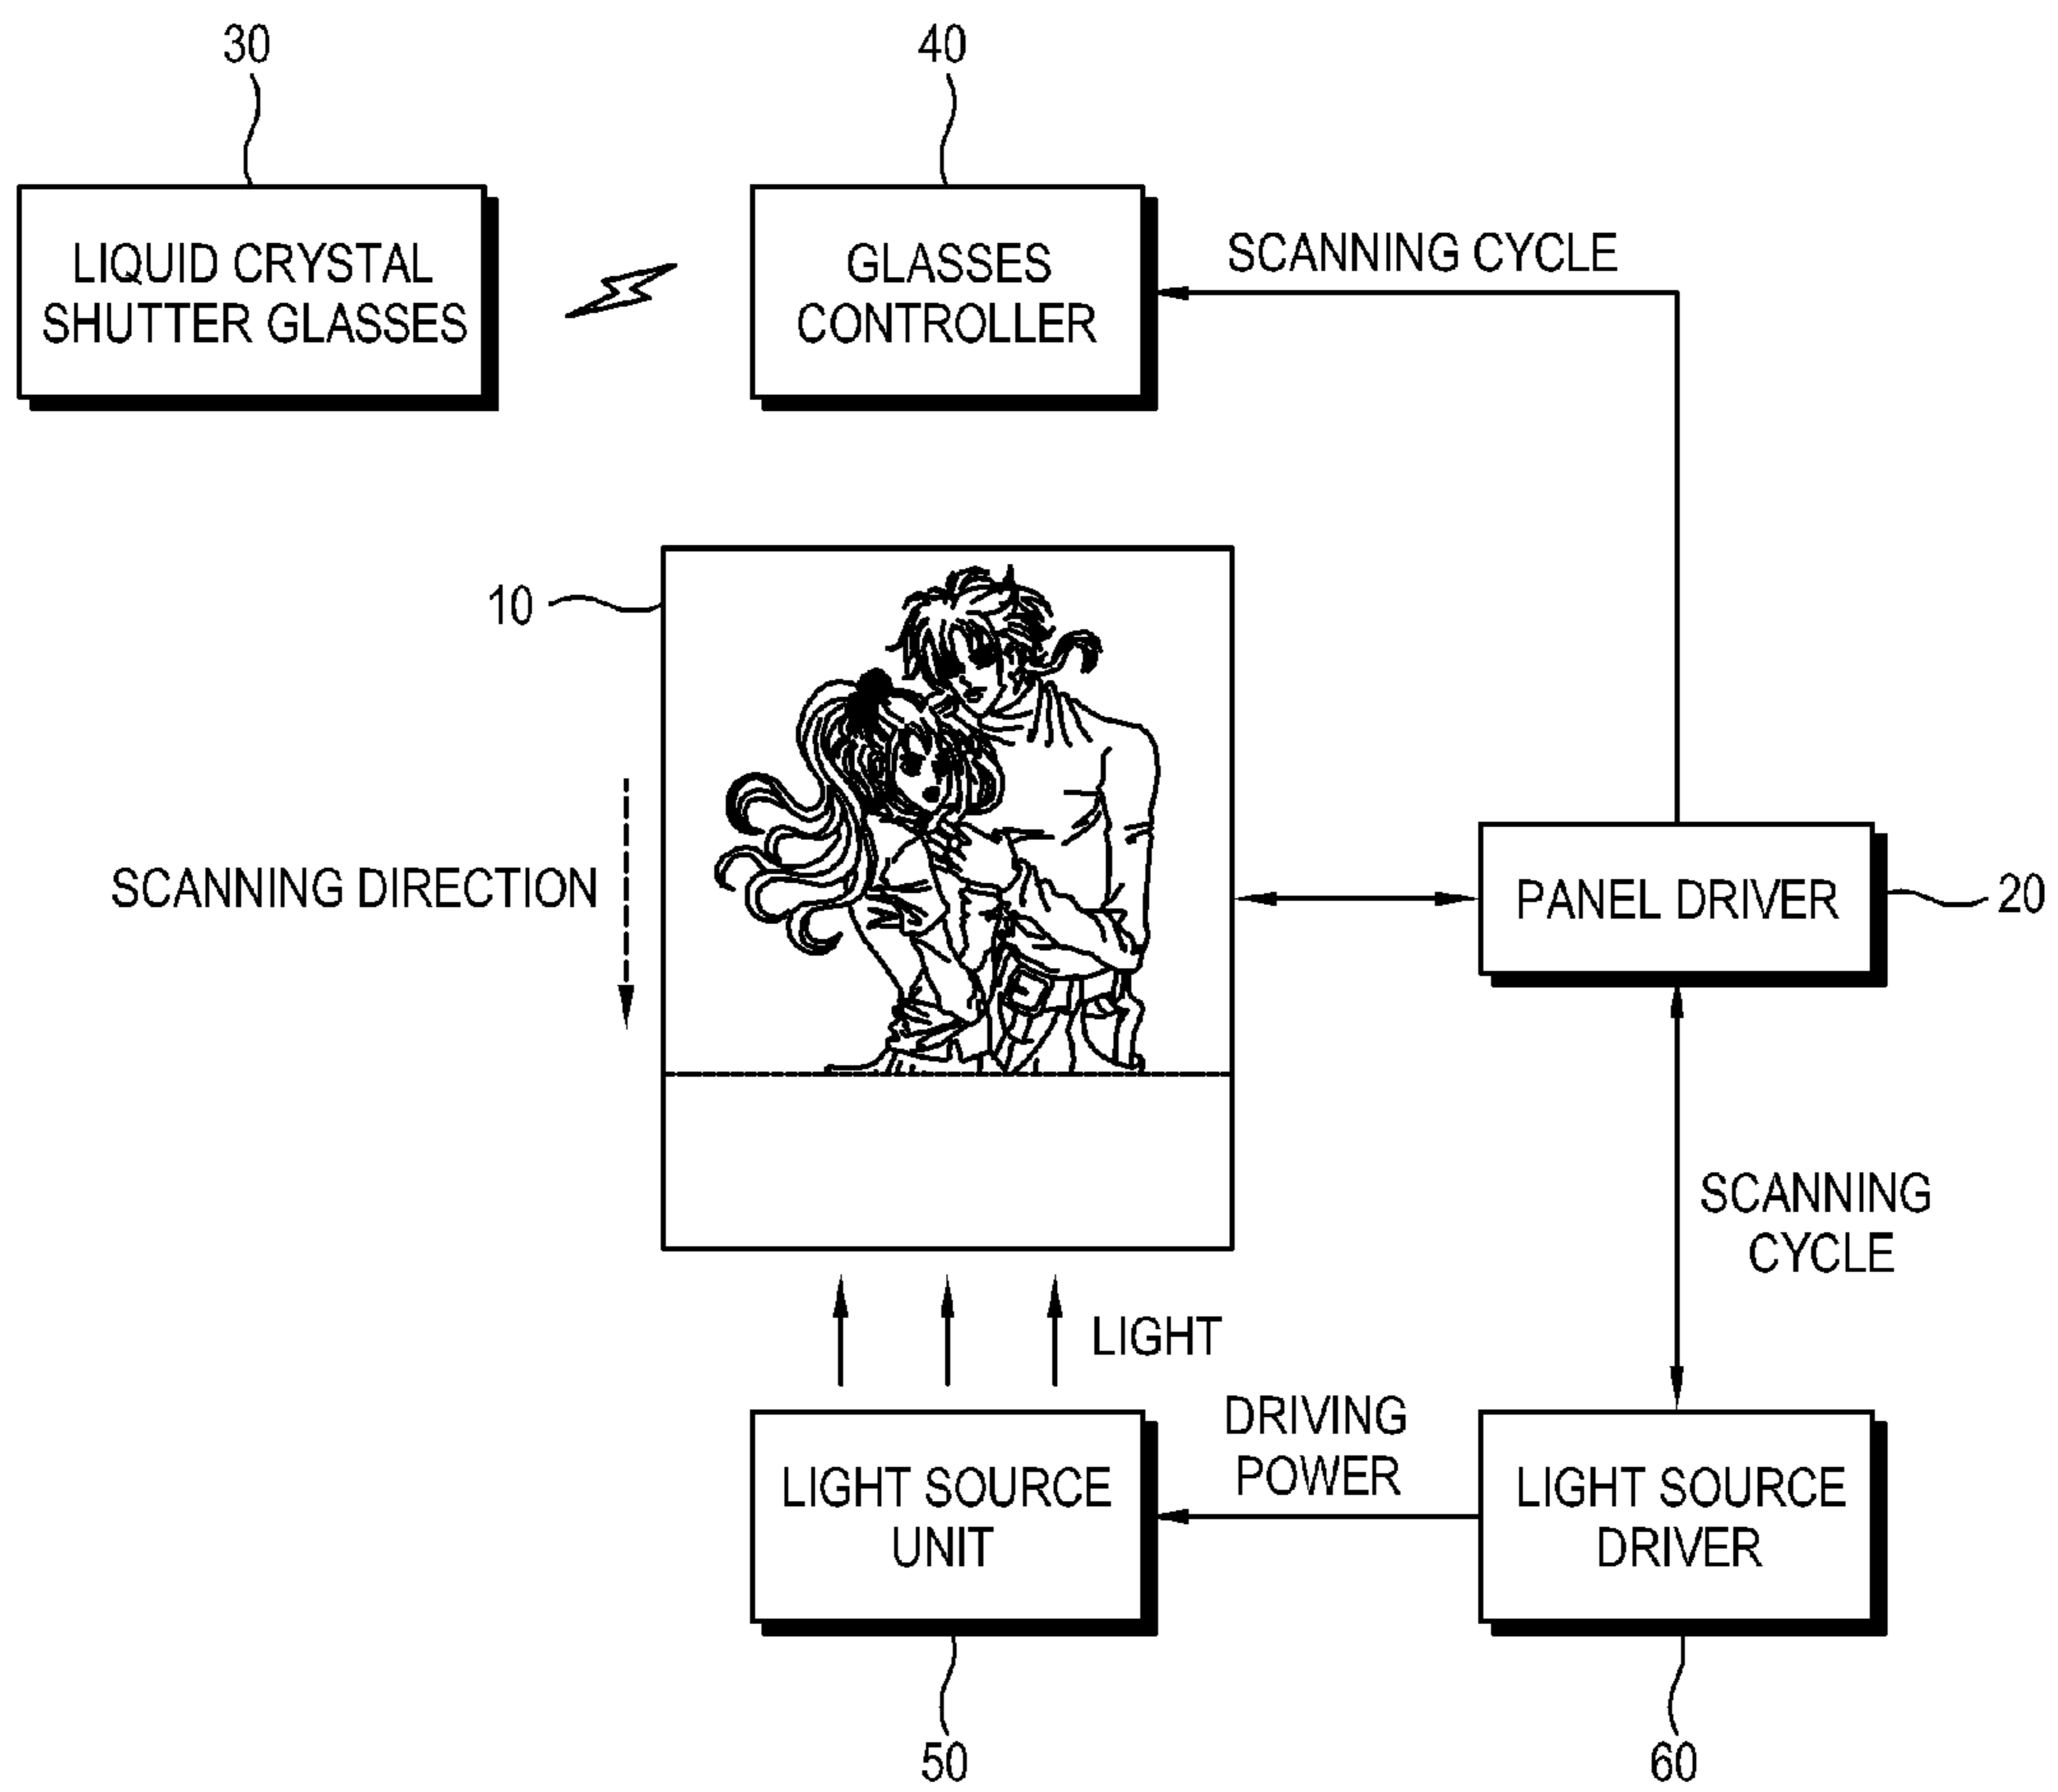 30
40
LIQUID CRYSTAL
SHUTTER GLASSES
GLASSES
CONTROLLER
SCANNING CYCLE
10
SCANNING DIRECTION
PANEL DRIVER
20
SCANNING
CYCLE
LIGHT
DRIVING
POWER
LIGHT SOURCE
UNIT
LIGHT SOURCE
DRIVER
50
60